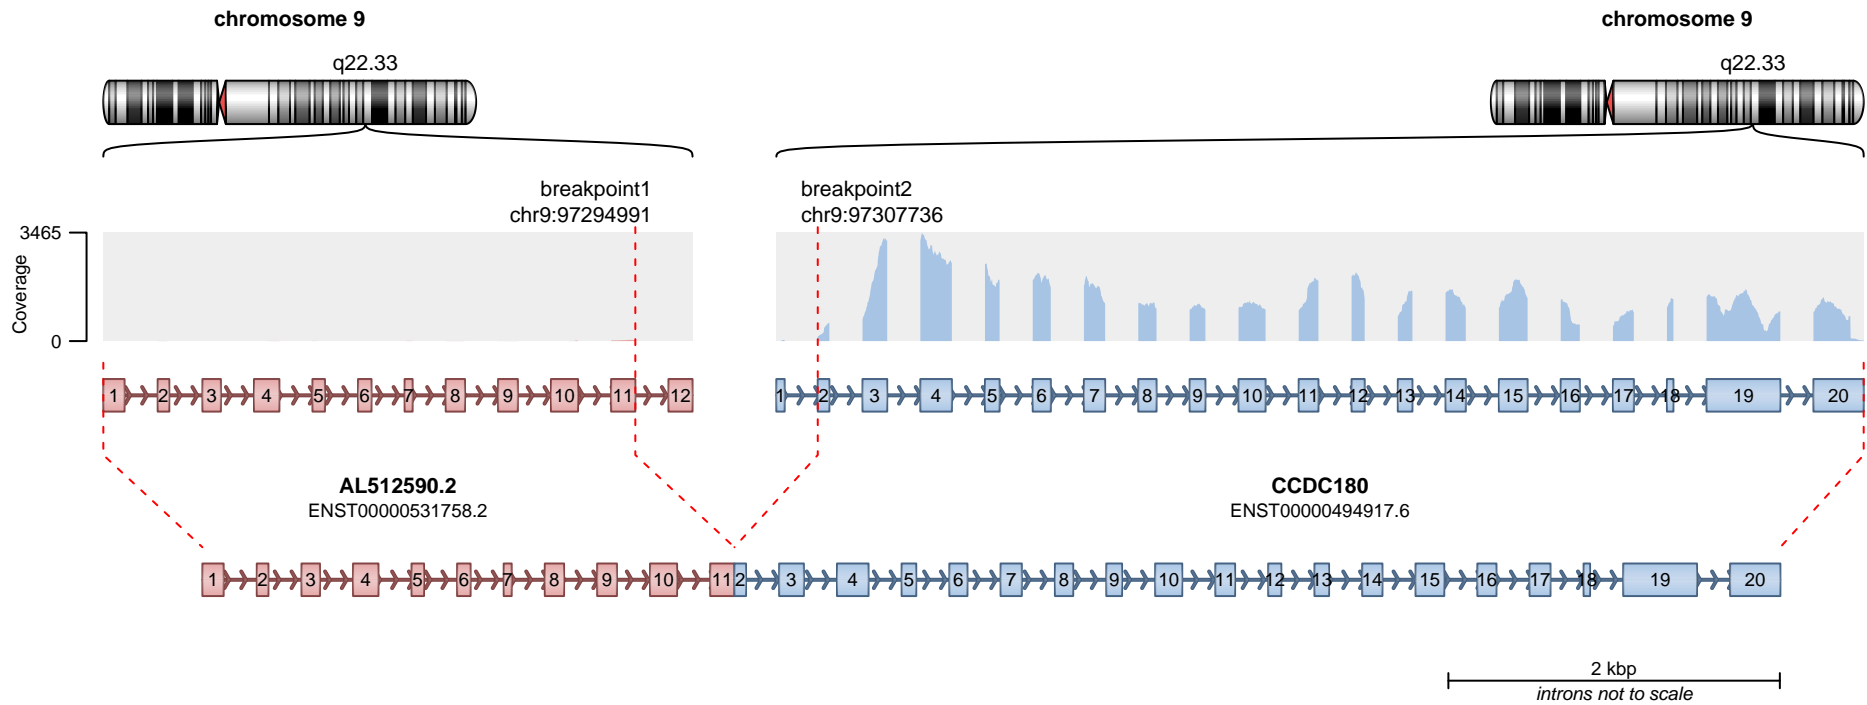 chromosome 9
chromosome 9
q22.33
q22.33
breakpoint1
chr9:97294991
breakpoint2
chr9:97307736
3465
0
Coverage
1 2 3 4 5 6 7 8 9 10 11 12
1 2 3 4 5 6 7 8 9 10 11 12 13 14 15 16 17 18 19 20
AL512590.2
ENST00000531758.2
CCDC180
ENST00000494917.6
1 2 3 4 5 6 7 8 9 10 11 2 3 4 5 6 7 8 9 10 11 12 13 14 15 16 17 18 19 20
2 kbp
introns not to scale